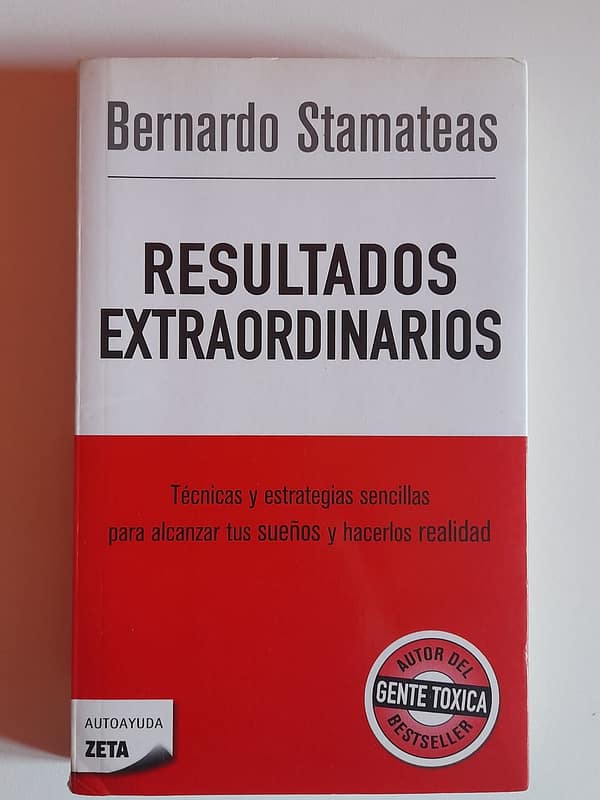 Bernardo Stamateas
RESULTADOS
EXTRAORDINARIOS
Técnicas y estrategias sencillas
para alcanzar tus sueños y hacerlos realidad
AUTOR DEL
GENTE TOXICA
BESTSELLER
AUTOAYUDA
ZETA